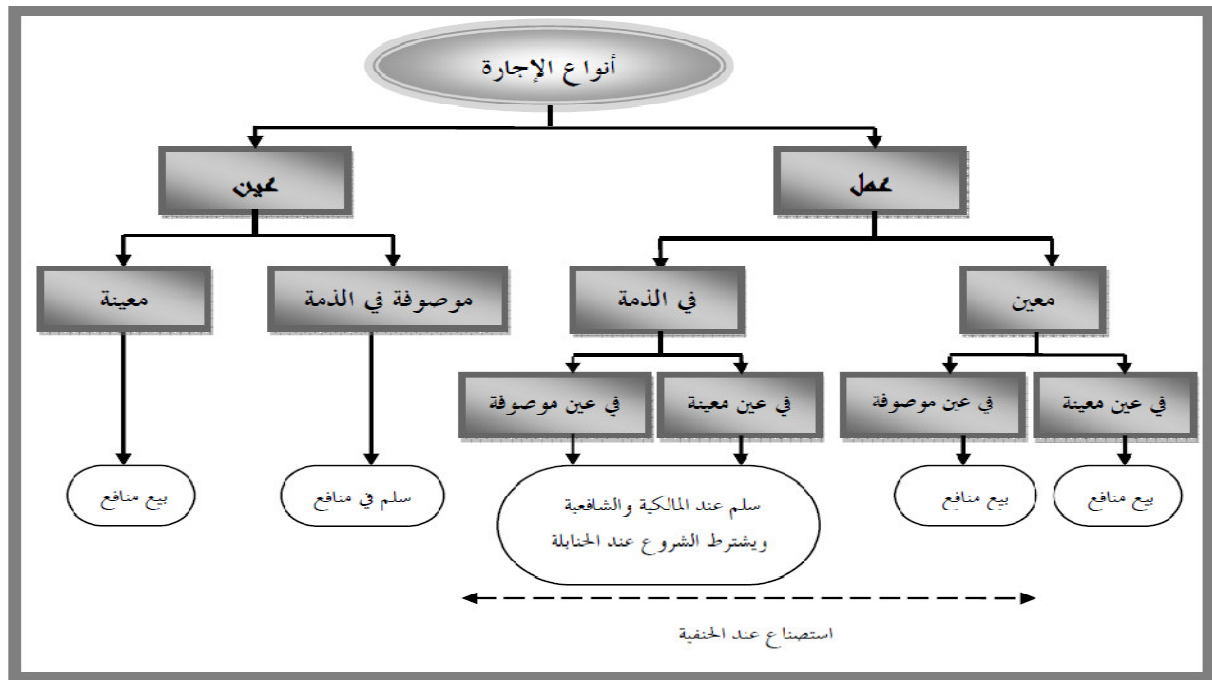 أنواع الإجارة
عمل
عين
معين
في الذمة
موصوفة في الذمة
معينة
في عين معينة
في عين موصوفة
في عين معينة
في عين موصوفة
بيع منافع
بيع منافع
سلم عند المالكية والشافعية
ويشترط الشروع عند الحنابلة
سلم في منافع
بيع منافع
استصناع عند الحنفية